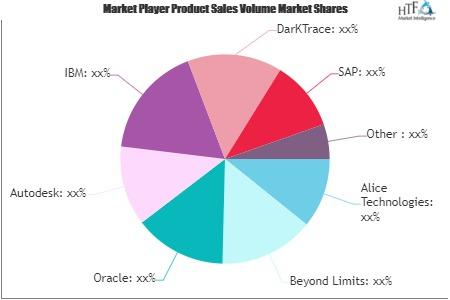 Market Player Product Sales Volume Market Shares
HTF
Market Intelligence
DarKTrace: xx%
IBM: xx%
SAP: xx%
Other : xx%
Autodesk: xx%
Alice
Technologies:
xx%
Oracle: xx%
Beyond Limits: xx%